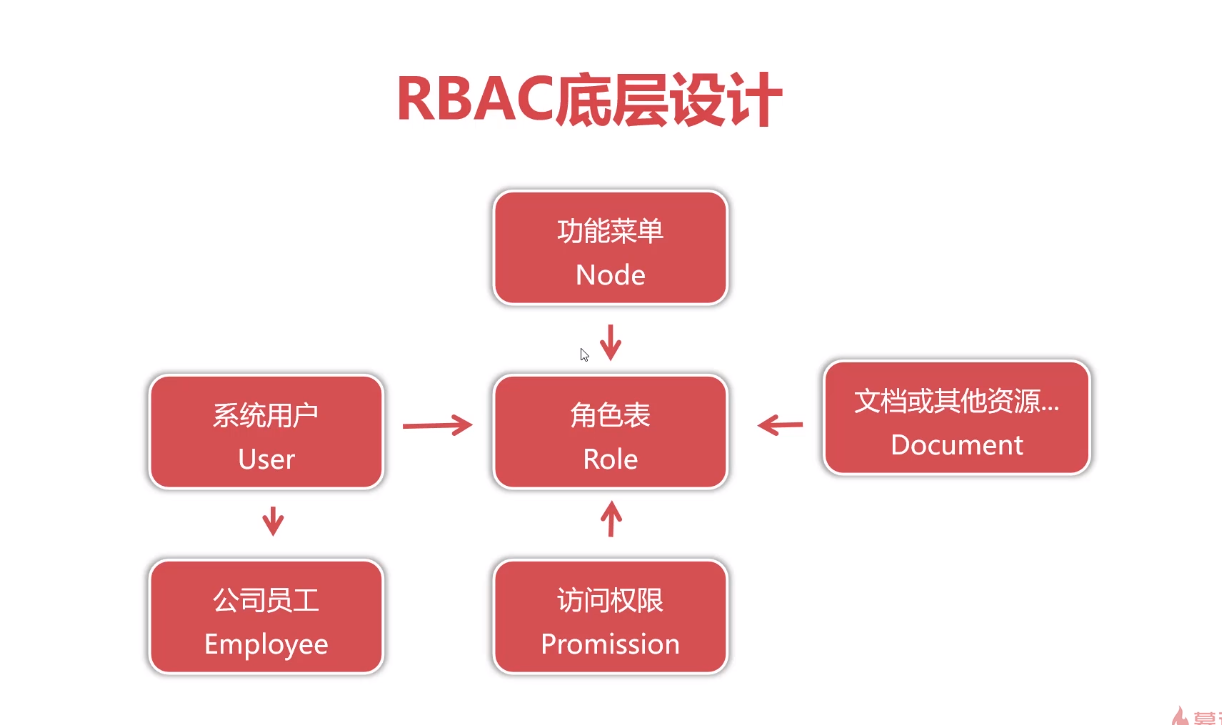 RBAC底层设计
功能菜单
Node
系统用户
User
角色表
Role
文档或其他资源...
Document
公司员工
Employee
访问权限
Promission